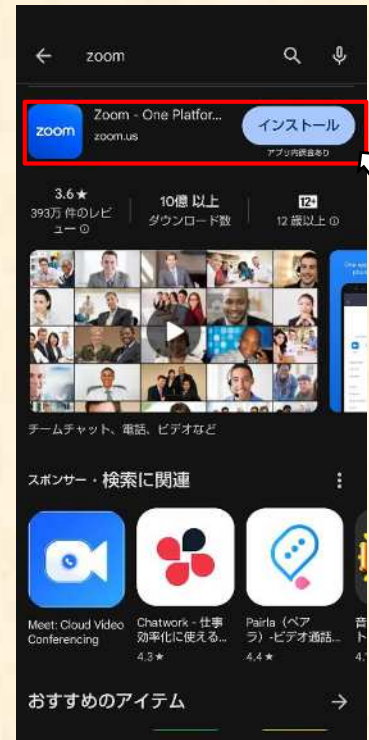 zoom
zoom
Zoom - One Platfor...
zoom.us
インストール
アプリ内課金あり
3.6★
393万 件のレビュー
10億 以上
ダウンロード数
12+
12 歳以上
チームチャット、電話、ビデオなど
スポンサー・検索に関連
Meet: Cloud Video
Conferencing
Chatwork - 仕事
効率化に使える...
4.3★
Pairla（ペア
ラ）-ビデオ通話...
4.4★
音
ト
4.
おすすめのアイテム